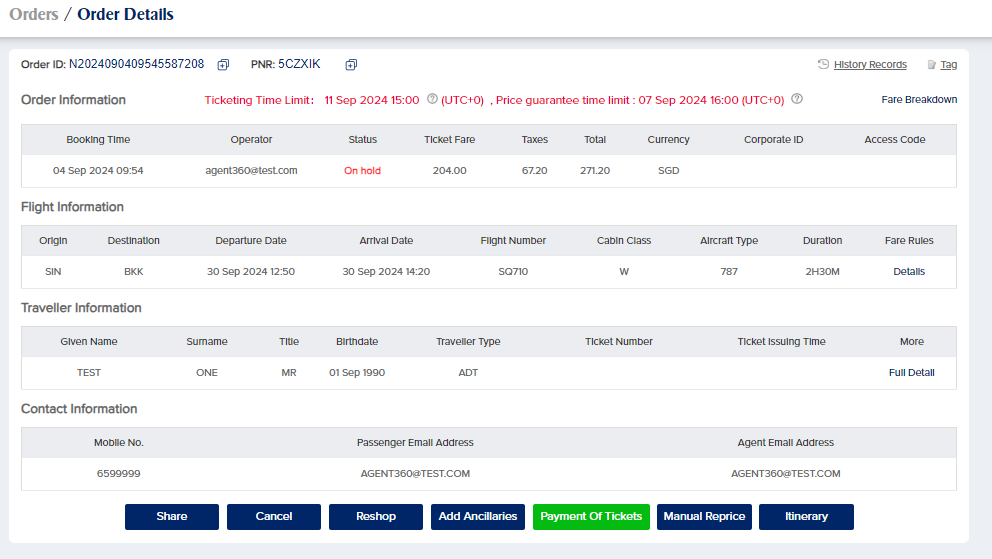 Orders / Order Details
Order ID: N2024090409545587208 PNR: 5CZXIK History Records Tag
Order Information Ticketing Time Limit: 11 Sep 2024 15:00 (UTC+0) , Price guarantee time limit : 07 Sep 2024 16:00 (UTC+0) Fare Breakdown
Booking Time Operator Status Ticket Fare Taxes Total Currency Corporate ID Access Code
04 Sep 2024 09:54 agent360@test.com On hold 204.00 67.20 271.20 SGD
Flight Information
Origin Destination Departure Date Arrival Date Flight Number Cabin Class Aircraft Type Duration Fare Rules
SIN BKK 30 Sep 2024 12:50 30 Sep 2024 14:20 SQ710 W 787 2H30M Details
Traveller Information
Given Name Surname Title Birthdate Traveller Type Ticket Number Ticket Issuing Time More
TEST ONE MR 01 Sep 1990 ADT Full Detail
Contact Information
Mobile No. Passenger Email Address Agent Email Address
6599999 AGENT360@TEST.COM AGENT360@TEST.COM
Share Cancel Reshop Add Ancillaries Payment Of Tickets Manual Reprice Itinerary